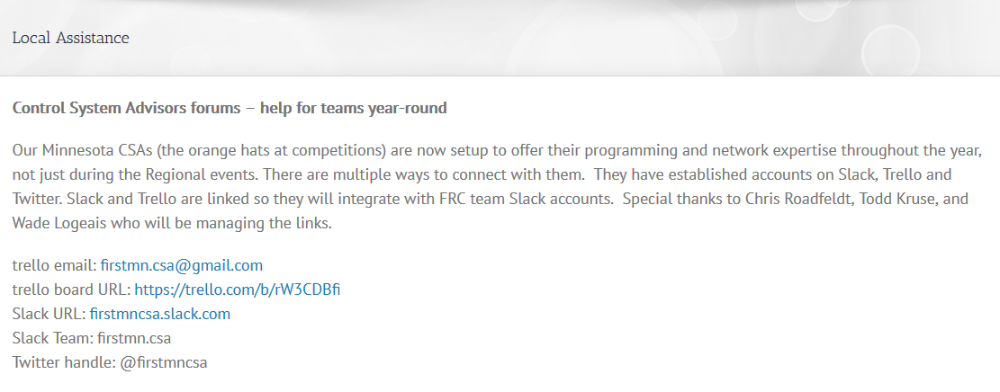 Local Assistance
Control System Advisors forums – help for teams year-round
Our Minnesota CSAs (the orange hats at competitions) are now setup to offer their programming and network expertise throughout the year,
not just during the Regional events. There are multiple ways to connect with them.  They have established accounts on Slack, Trello and
Twitter. Slack and Trello are linked so they will integrate with FRC team Slack accounts.  Special thanks to Chris Roadfeldt, Todd Kruse, and
Wade Logeais who will be managing the links.
trello email: firstmn.csa@gmail.com
trello board URL: https://trello.com/b/rW3CDBfi
Slack URL: firstmncsa.slack.com
Slack Team: firstmn.csa
Twitter handle: @firstmncsa